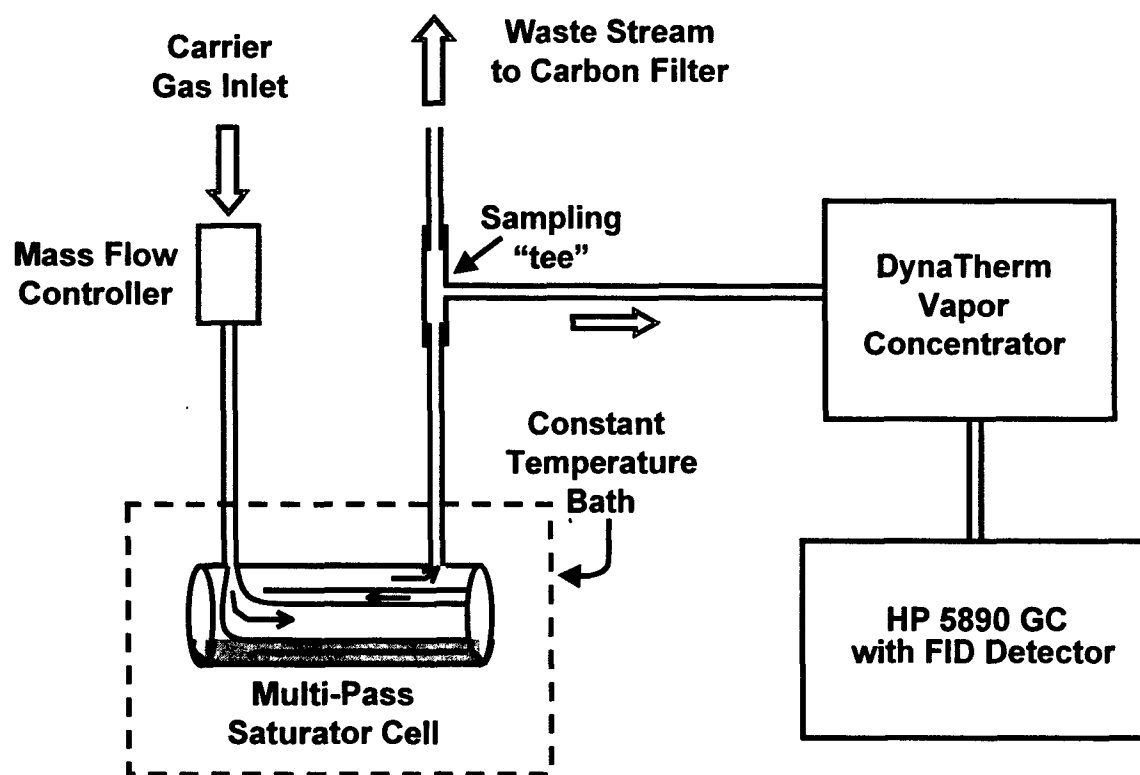 Carrier
Gas Inlet
Waste Stream
to Carbon Filter
Mass Flow
Controller
Sampling
“tee”
DynaTherm
Vapor
Concentrator
Constant
Temperature
Bath
HP 5890 GC
with FID Detector
Multi-Pass
Saturator Cell